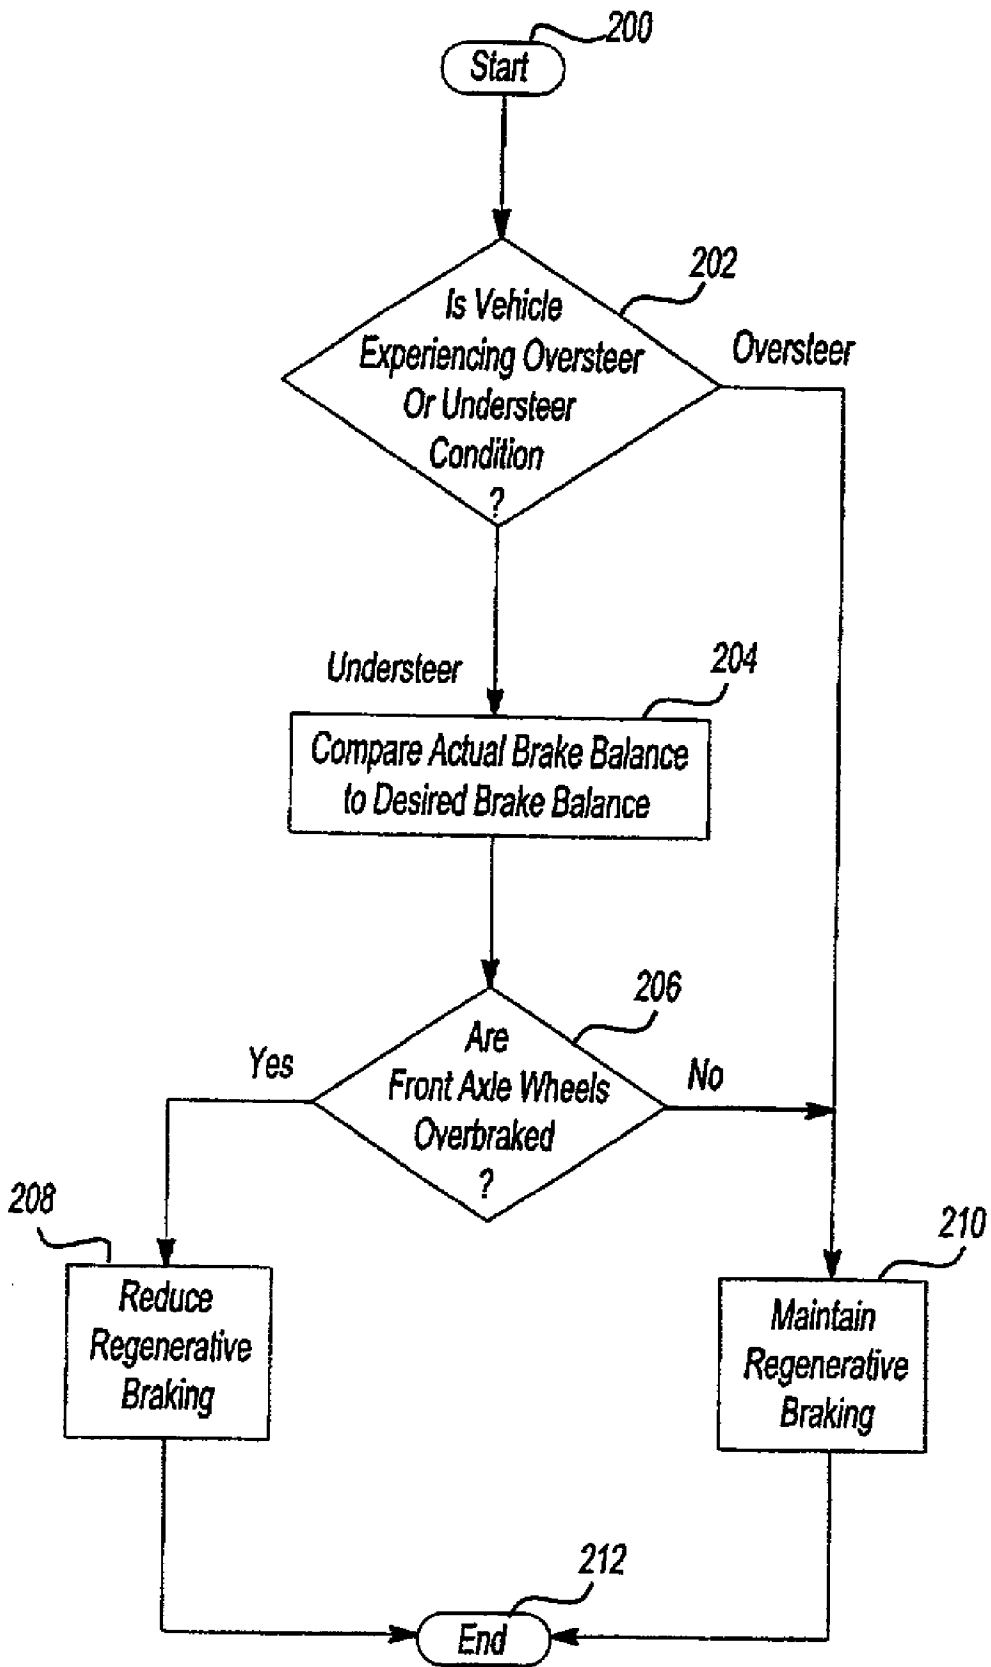 200
Start
202
Is Vehicle
Experiencing Oversteer
Or Understeer
Condition
?
Oversteer
Understeer
204
Compare Actual Brake Balance
to Desired Brake Balance
206
Are
Front Axle Wheels
Overbraked
?
Yes
No
208
Reduce
Regenerative
Braking
210
Maintain
Regenerative
Braking
212
End